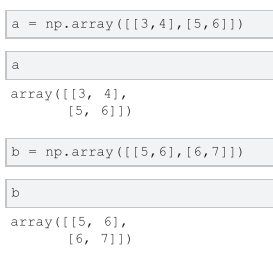 a = np.array([[3,4],[5,6]])
a
array([[3, 4],
       [5, 6]])
b = np.array([[5,6],[6,7]])
b
array([[5, 6],
       [6, 7]])